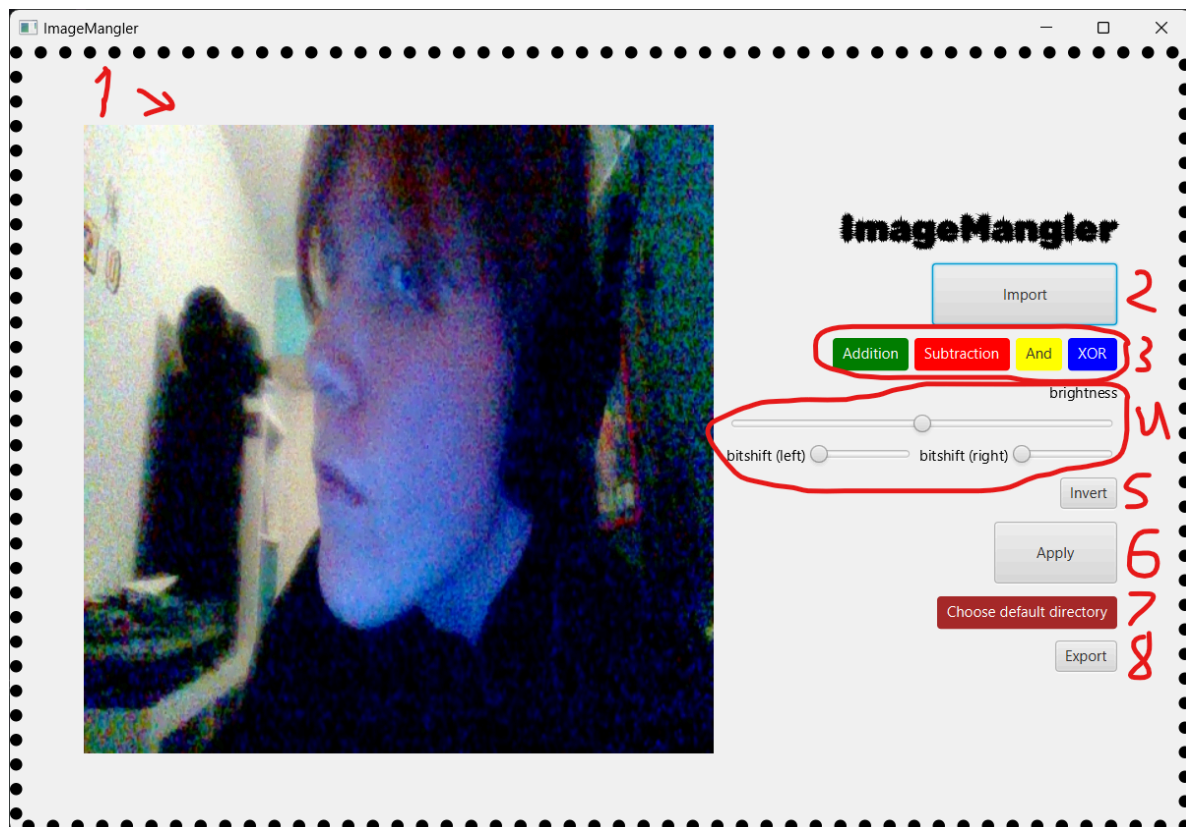 ImageMangler
1
ImageMangler
Import 2
Addition Subtraction And XOR 3
brightness
4
bitshift (left) bitshift (right)
Invert 5
Apply 6
Choose default directory 7
Export 8